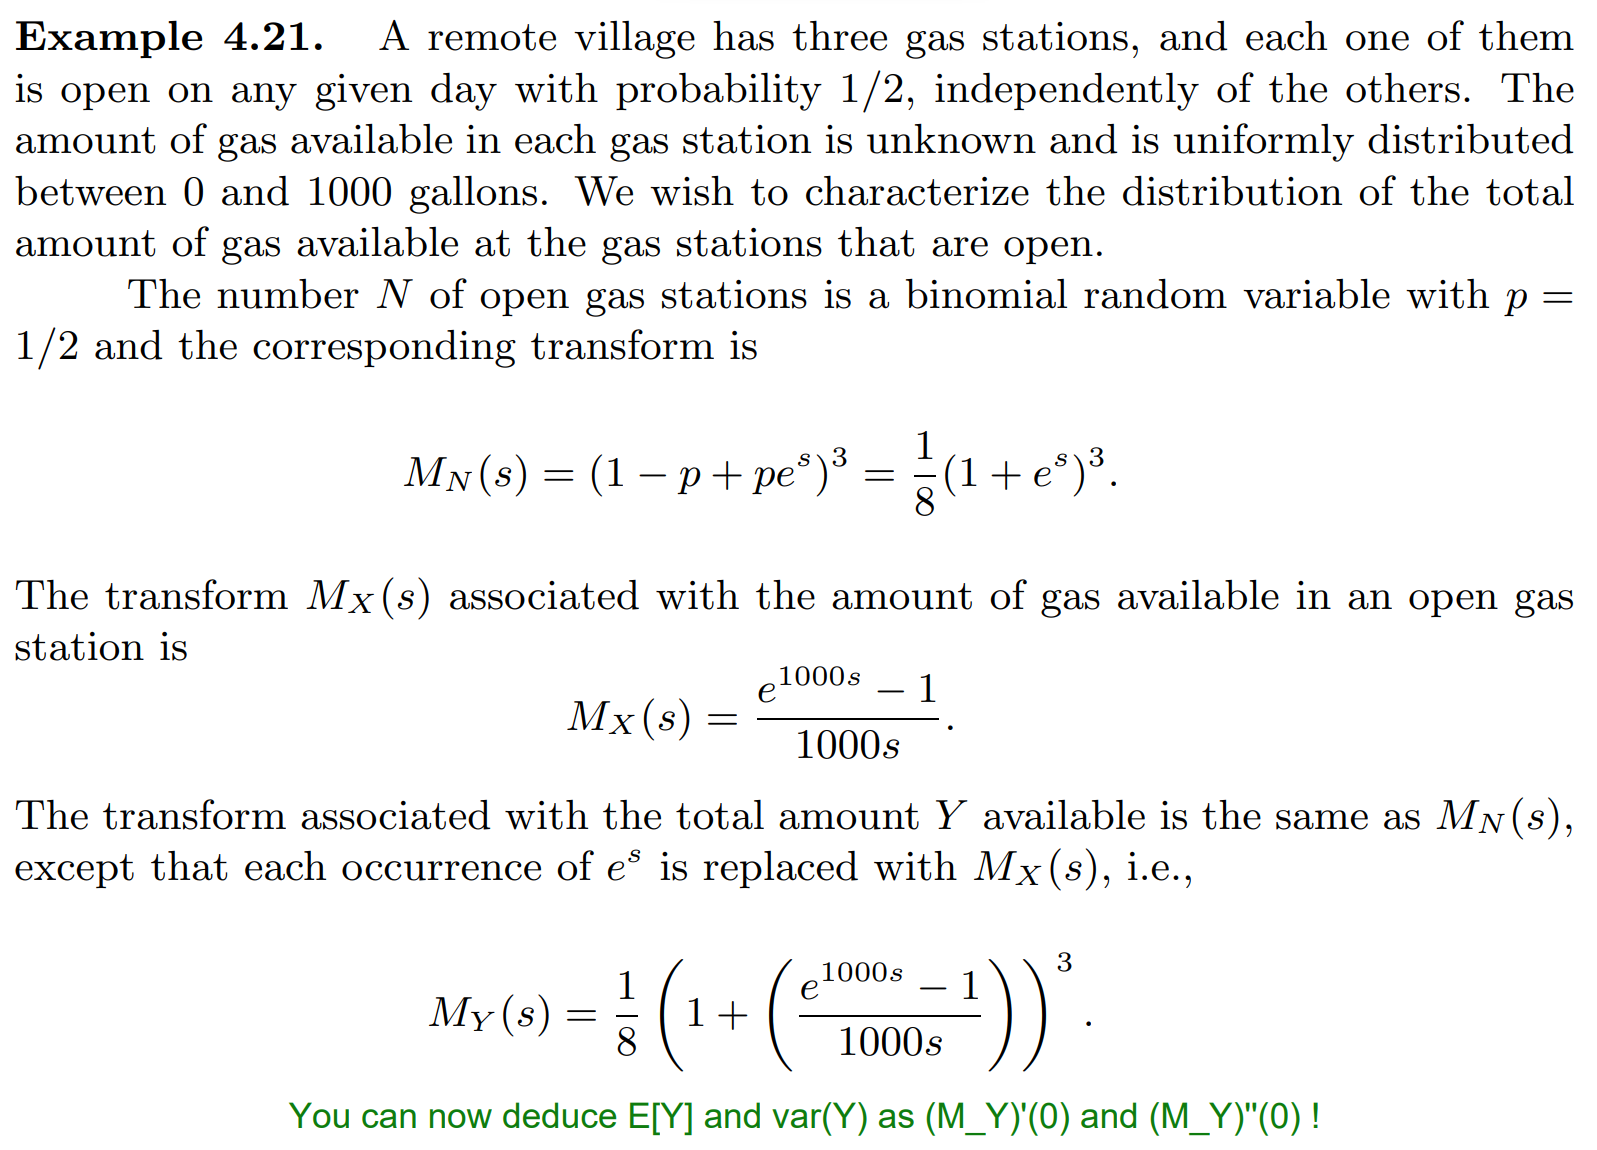 Example 4.21. A remote village has three gas stations, and each one of them
is open on any given day with probability 1/2, independently of the others. The
amount of gas available in each gas station is unknown and is uniformly distributed
between 0 and 1000 gallons. We wish to characterize the distribution of the total
amount of gas available at the gas stations that are open.
The number N of open gas stations is a binomial random variable with p =
1/2 and the corresponding transform is
M_N(s) = (1 − p + pe^s)^3 = \frac{1}{8}(1 + e^s)^3.
The transform M_X(s) associated with the amount of gas available in an open gas
station is
M_X(s) = \frac{e^{1000s} − 1}{1000s}.
The transform associated with the total amount Y available is the same as M_N(s),
except that each occurrence of e^s is replaced with M_X(s), i.e.,
M_Y(s) = \frac{1}{8} \left(1 + \left(\frac{e^{1000s} − 1}{1000s}\right)\right)^3.
You can now deduce E[Y] and var(Y) as (M_Y)'(0) and (M_Y)"(0) !